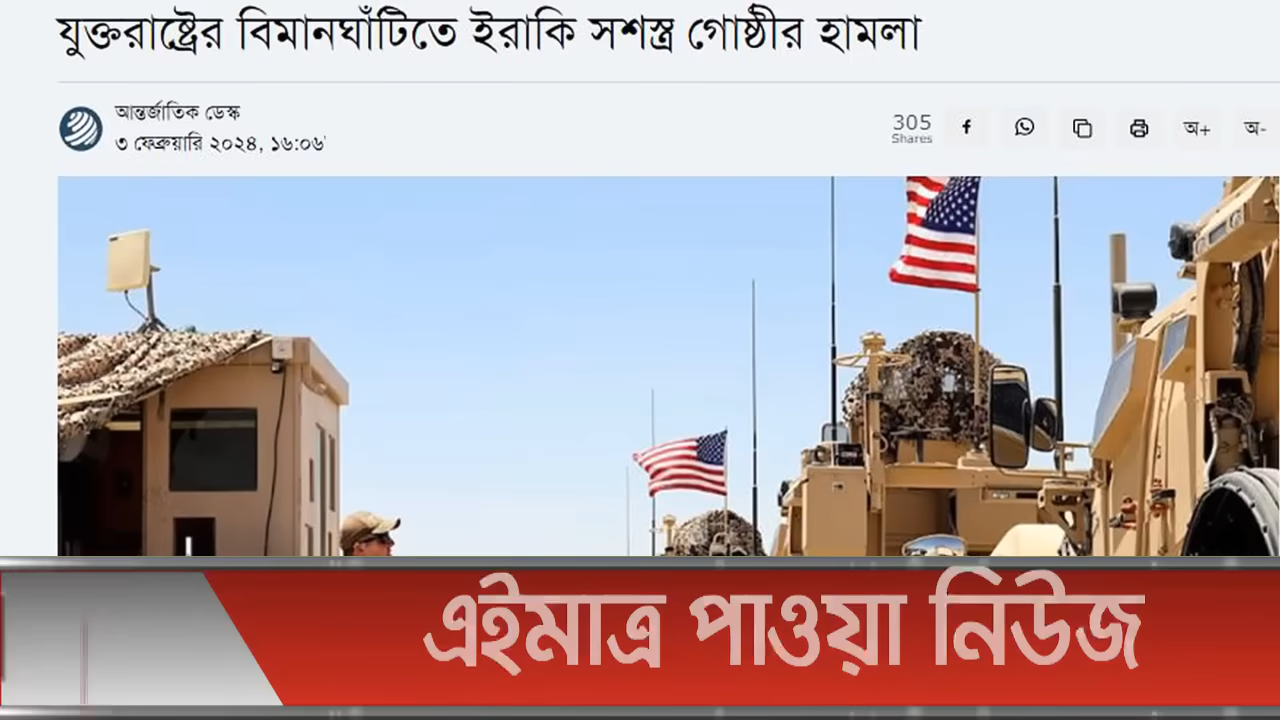 যুক্তরাষ্ট্রের বিমানঘাঁটিতে ইরাকি সশস্ত্র গোষ্ঠীর হামলা
আন্তর্জাতিক ডেস্ক
৩ ফেব্রুয়ারি ২০২৪, ১৬:০৬
305
Shares
অ+ অ-
এইমাত্র পাওয়া নিউজ